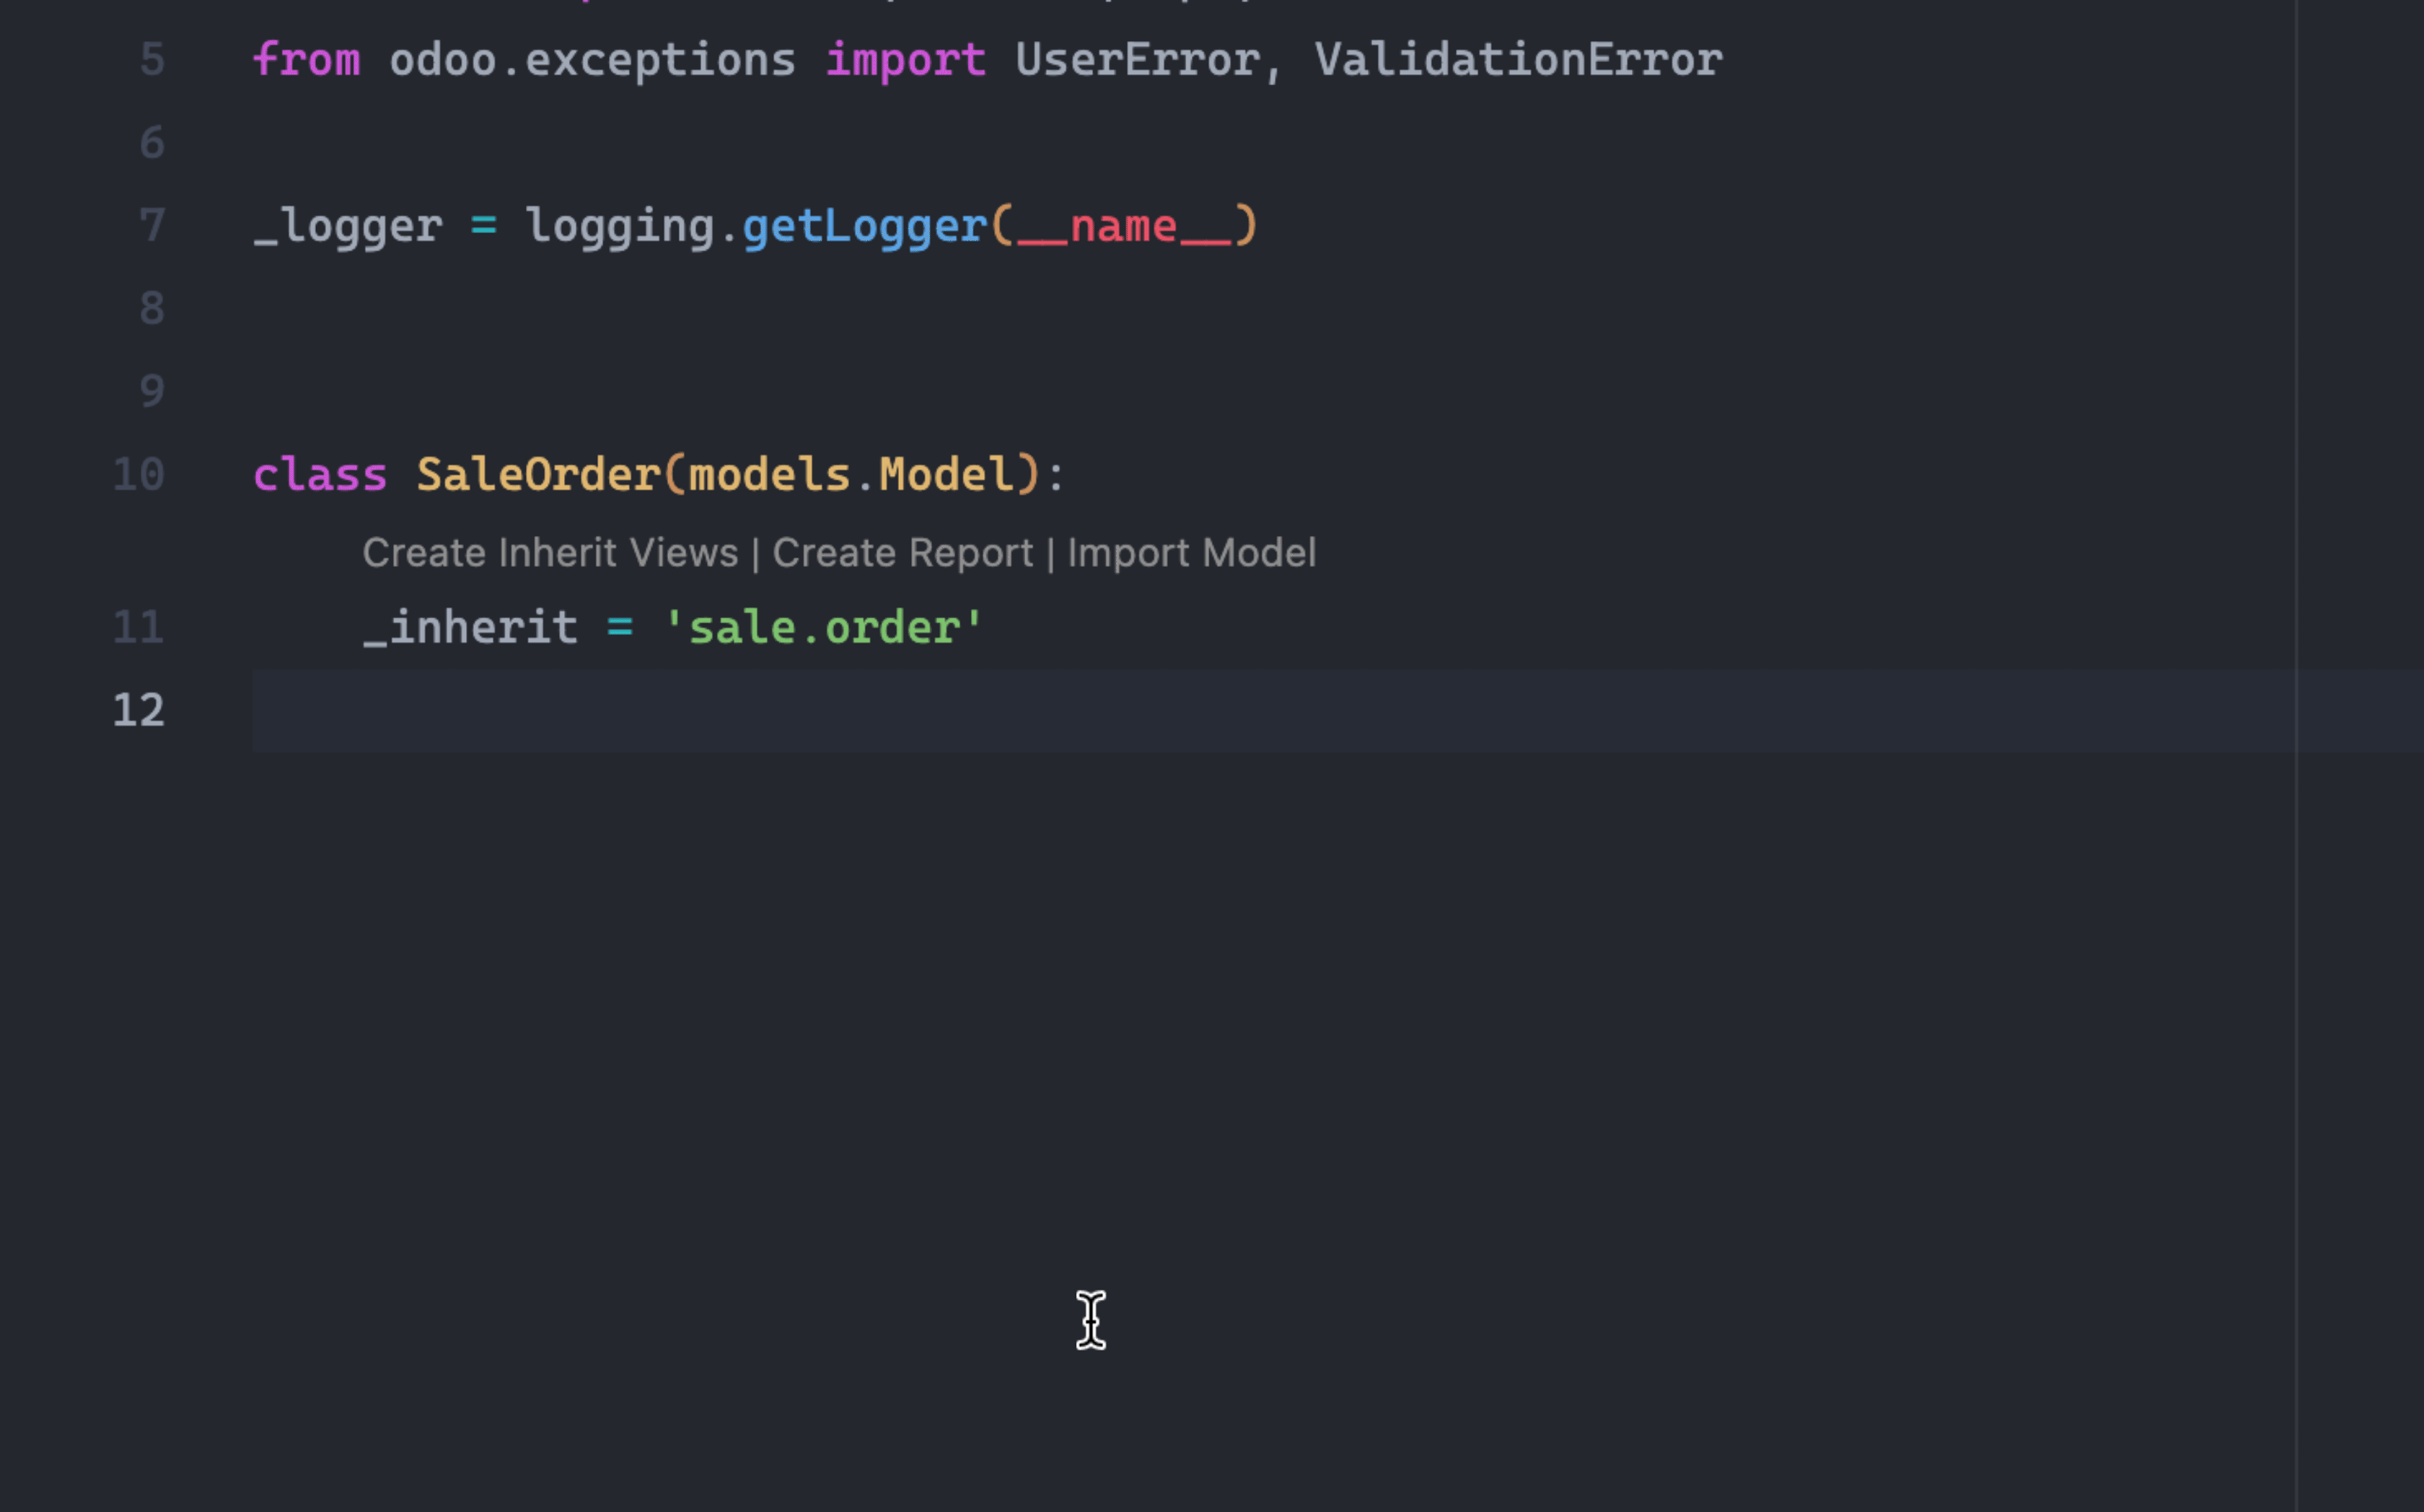 5 from odoo.exceptions import UserError, ValidationError
6
7 _logger = logging.getLogger(__name__)
8
9
10 class SaleOrder(models.Model):
Create Inherit Views | Create Report | Import Model
11 _inherit = 'sale.order'
12